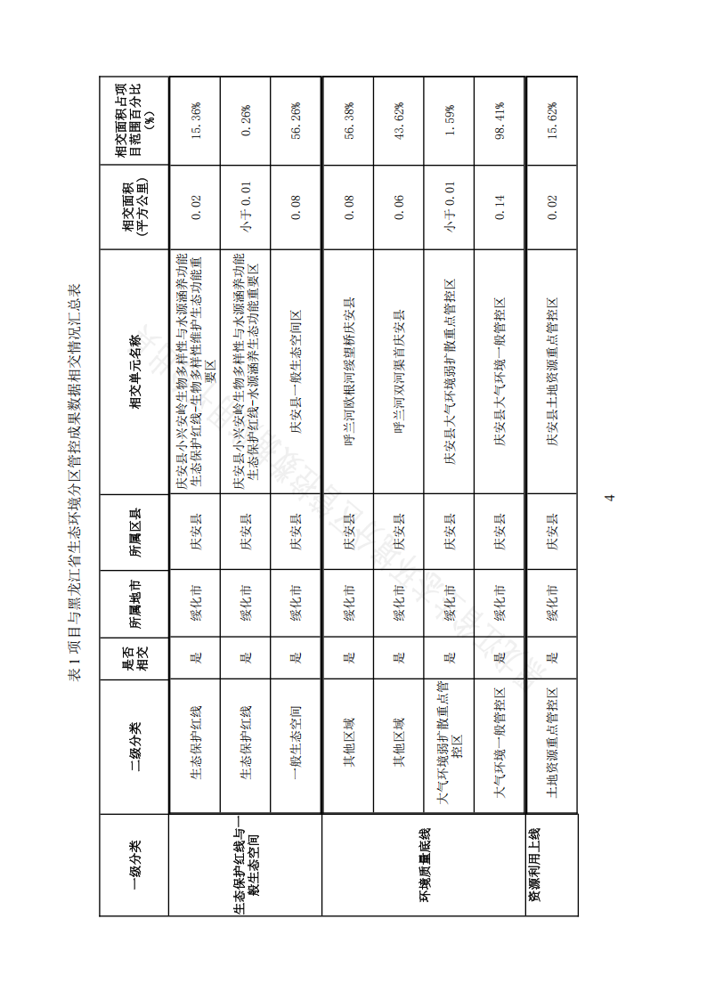 表 1 项目与黑龙江省生态环境分区管控成果数据相交情况汇总表
一级分类 二级分类 是否相交 所属地市 所属区县 相交单元名称 相交面积(平方公里) 相交面积占项目范围百分比(%)
生态保护红线与一般生态空间 生态保护红线 是 绥化市 庆安县 庆安县小兴安岭生物多样性与水源涵养功能生态保护红线-生物多样性维护生态功能重要区 0.02 15.36%
生态保护红线 是 绥化市 庆安县 庆安县小兴安岭生物多样性与水源涵养功能生态保护红线-水源涵养生态功能重要区 小于 0.01 0.26%
一般生态空间 是 绥化市 庆安县 庆安县一般生态空间区 0.08 56.26%
环境质量底线 其他区域 是 绥化市 庆安县 呼兰河欧根河绥望桥庆安县 0.08 56.38%
其他区域 是 绥化市 庆安县 呼兰河双河渠首庆安县 0.06 43.62%
大气环境弱扩散重点管控区 是 绥化市 庆安县 庆安县大气环境弱扩散重点管控区 小于 0.01 1.59%
大气环境一般管控区 是 绥化市 庆安县 庆安县大气环境一般管控区 0.14 98.41%
资源利用上线 土地资源重点管控区 是 绥化市 庆安县 庆安县土地资源重点管控区 0.02 15.62%
4